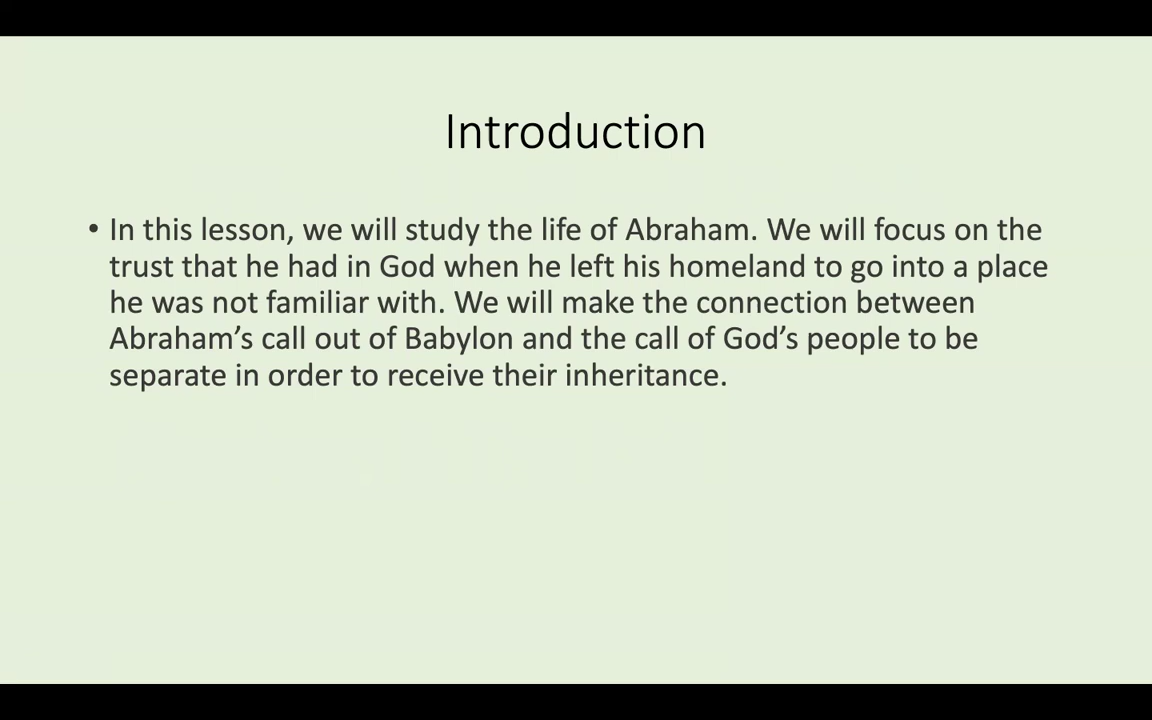 Introduction
• In this lesson, we will study the life of Abraham. We will focus on the
trust that he had in God when he left his homeland to go into a place
he was not familiar with. We will make the connection between
Abraham’s call out of Babylon and the call of God’s people to be
separate in order to receive their inheritance.